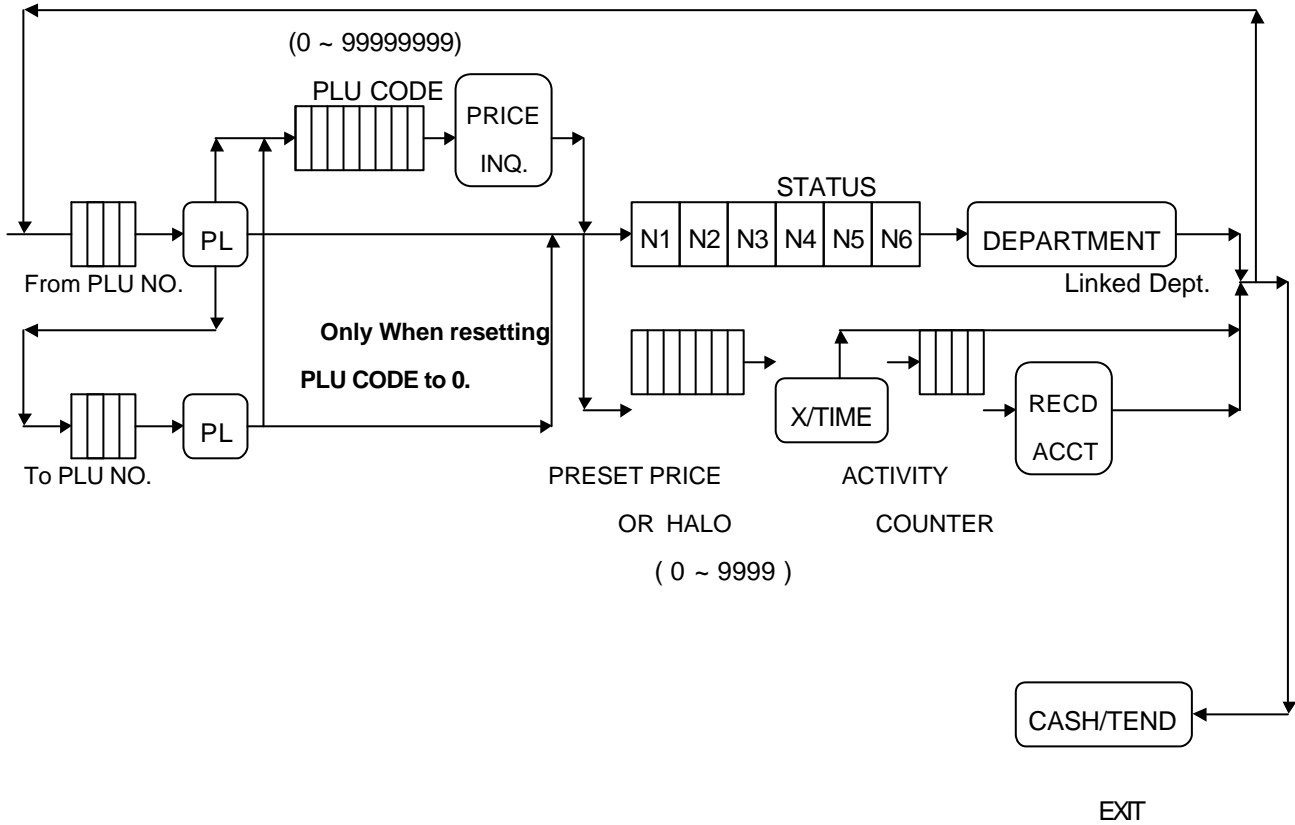 (0 ~ 99999999)
PLU CODE
PRICE
INQ.
STATUS
PL
N1 N2 N3 N4 N5 N6
DEPARTMENT
From PLU NO.
Linked Dept.
Only When resetting
PLU CODE to 0.
PL
X/TIME
RECD
ACCT
To PLU NO.
PRESET PRICE
OR HALO
( 0 ~ 9999 )
ACTIVITY
COUNTER
CASH/TEND
EXIT